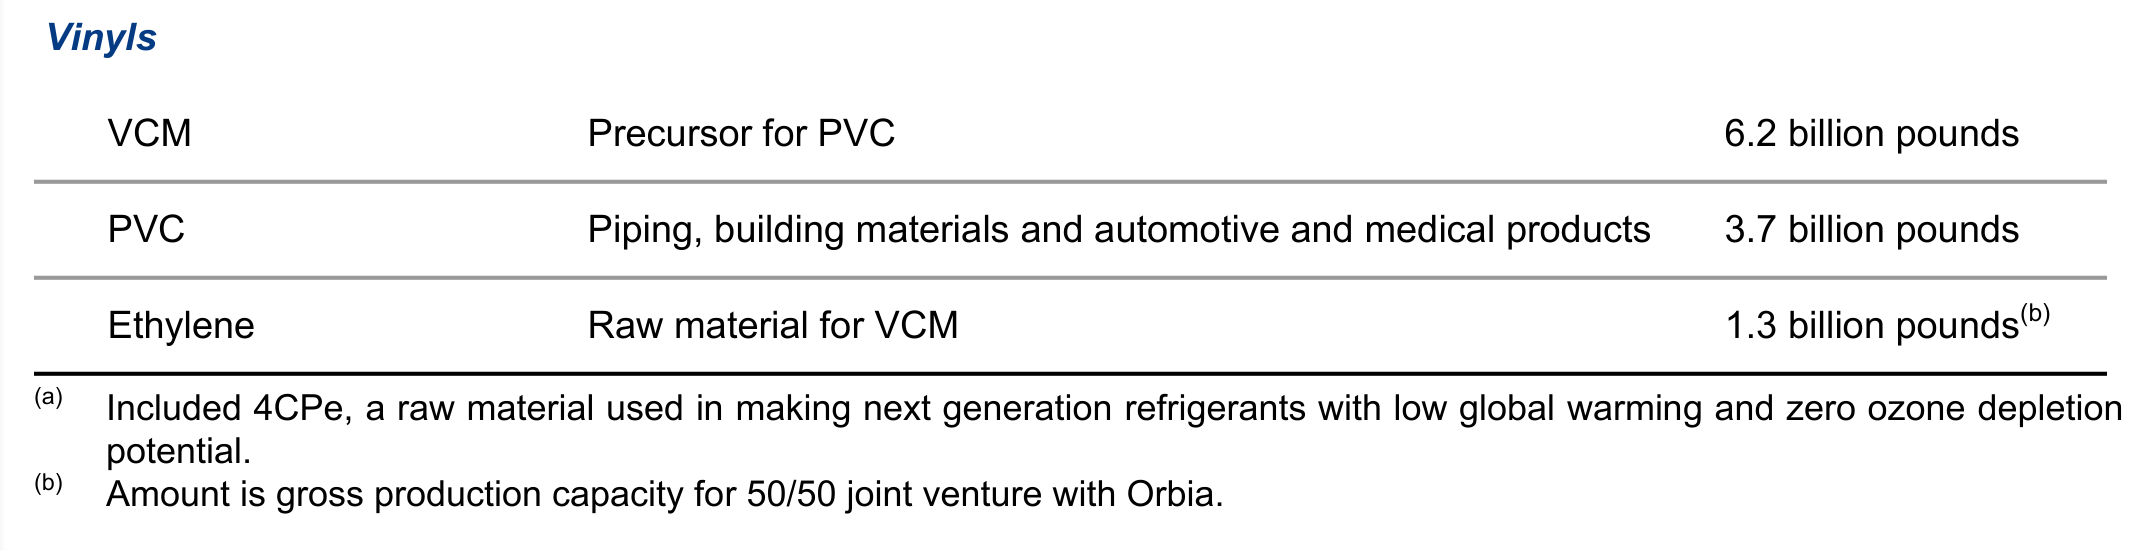 Vinyls
VCM Precursor for PVC 6.2 billion pounds
PVC Piping, building materials and automotive and medical products 3.7 billion pounds
Ethylene Raw material for VCM 1.3 billion pounds(b)
(a) Included 4CPe, a raw material used in making next generation refrigerants with low global warming and zero ozone depletion
potential.
(b) Amount is gross production capacity for 50/50 joint venture with Orbia.